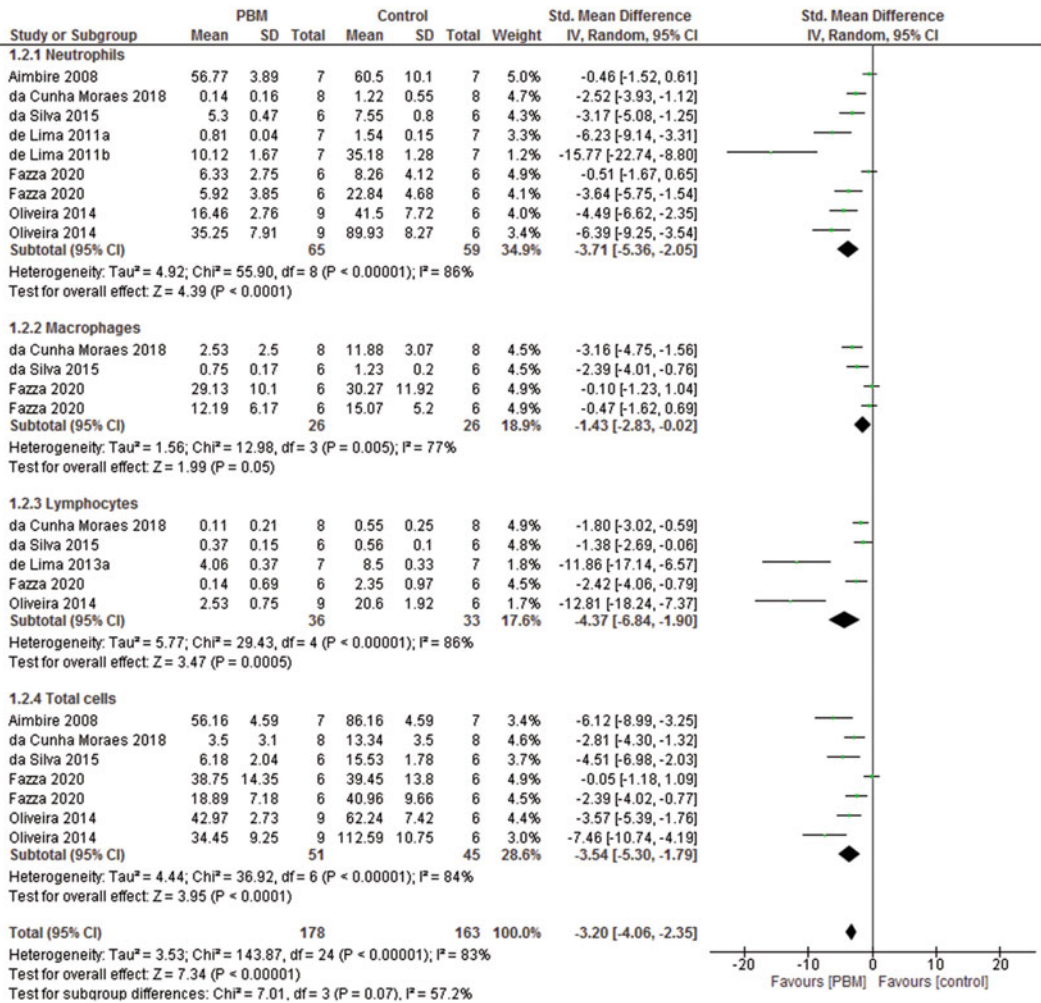 PBM Control Std. Mean Difference Std. Mean Difference
Study or Subgroup Mean SD Total Mean SD Total Weight IV, Random, 95% CI IV, Random, 95% CI
1.2.1 Neutrophils
Aimbire 2008 56.77 3.89 7 60.5 10.1 7 5.0% -0.46 [-1.52, 0.61]
da Cunha Moraes 2018 0.14 0.16 8 1.22 0.55 8 4.7% -2.52 [-3.93, -1.12]
da Silva 2015 5.3 0.47 6 7.55 0.8 6 4.2% -3.17 [-5.08, -1.25]
de Lima 2011a 0.81 0.04 7 1.54 0.15 7 3.3% -6.23 [-9.14, -3.31]
de Lima 2011b 10.12 1.67 7 35.18 1.28 7 1.2% -15.77 [-22.74, -8.80]
Fazza 2020 6.33 2.75 6 8.26 4.12 6 4.9% -0.51 [-1.67, 0.65]
Fazza 2020 5.92 3.85 6 22.84 4.68 6 4.1% -3.64 [-5.75, -1.54]
Oliveira 2014 16.46 2.76 9 41.5 7.72 6 4.0% -4.49 [-6.62, -2.35]
Oliveira 2014 35.25 7.91 9 89.93 8.27 6 3.4% -6.39 [-9.25, -3.54]
Subtotal (95% CI) 65 59 34.9% -3.71 [-5.36, -2.05]
Heterogeneity: Tau² = 4.92; Chi² = 55.90, df = 8 (P < 0.00001); I² = 86%
Test for overall effect: Z = 4.39 (P < 0.0001)
1.2.2 Macrophages
da Cunha Moraes 2018 2.53 2.5 8 11.88 3.07 8 4.5% -3.16 [-4.75, -1.56]
da Silva 2015 0.75 0.17 6 1.23 0.2 6 4.5% -2.39 [-4.01, -0.76]
Fazza 2020 29.13 10.1 6 30.27 11.92 6 4.9% -0.10 [-1.23, 1.04]
Fazza 2020 12.19 6.17 6 15.07 5.2 6 4.9% -0.47 [-1.62, 0.69]
Subtotal (95% CI) 26 26 18.9% -1.43 [-2.83, -0.02]
Heterogeneity: Tau² = 1.56; Chi² = 12.98, df = 3 (P = 0.005); I² = 77%
Test for overall effect: Z = 1.99 (P = 0.05)
1.2.3 Lymphocytes
da Cunha Moraes 2018 0.11 0.21 8 0.55 0.25 8 4.9% -1.80 [-3.02, -0.59]
da Silva 2015 0.37 0.15 6 0.56 0.1 6 4.8% -1.38 [-2.69, -0.06]
de Lima 2013a 4.06 0.37 7 8.5 0.33 7 1.8% -11.86 [-17.14, -6.57]
Fazza 2020 0.14 0.69 6 2.35 0.97 6 4.5% -2.42 [-4.06, -0.79]
Oliveira 2014 2.53 0.75 9 20.6 1.92 6 1.7% -12.81 [-18.24, -7.37]
Subtotal (95% CI) 36 33 17.6% -4.37 [-6.84, -1.90]
Heterogeneity: Tau² = 5.77; Chi² = 29.43, df = 4 (P < 0.00001); I² = 86%
Test for overall effect: Z = 3.47 (P = 0.0005)
1.2.4 Total cells
Aimbire 2008 56.16 4.59 7 86.16 4.59 7 3.4% -6.12 [-8.99, -3.25]
da Cunha Moraes 2018 3.5 3.1 8 13.34 3.5 8 4.6% -2.81 [-4.30, -1.32]
da Silva 2015 6.18 2.04 6 15.53 1.78 6 3.7% -4.51 [-6.98, -2.03]
Fazza 2020 38.75 14.35 6 39.45 13.8 6 4.9% -0.05 [-1.18, 1.09]
Fazza 2020 18.89 7.18 6 40.96 9.66 6 4.5% -2.39 [-4.02, -0.77]
Oliveira 2014 42.97 2.73 9 62.24 7.42 6 4.4% -3.57 [-5.39, -1.76]
Oliveira 2014 34.45 9.25 9 112.59 10.75 6 3.0% -7.46 [-10.74, -4.19]
Subtotal (95% CI) 51 45 28.6% -3.54 [-5.30, -1.79]
Heterogeneity: Tau² = 4.44; Chi² = 36.92, df = 6 (P < 0.00001); I² = 84%
Test for overall effect: Z = 3.95 (P < 0.0001)
Total (95% CI) 178 163 100.0% -3.20 [-4.06, -2.35]
Heterogeneity: Tau² = 3.53; Chi² = 143.87, df = 24 (P < 0.00001); I² = 83%
Test for overall effect: Z = 7.34 (P < 0.00001)
Test for subgroup differences: Chi² = 7.01, df = 3 (P = 0.07), I² = 57.2%
-20 -10 0 10 20
Favours [PBM] Favours [control]